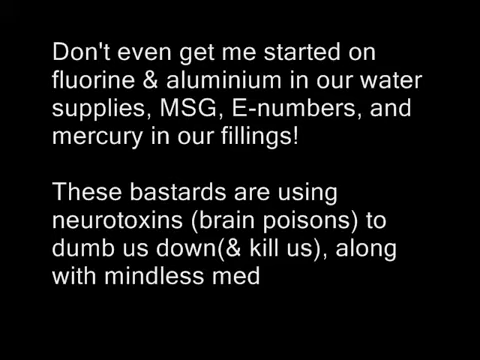 Don't even get me started on
fluorine & aluminium in our water
supplies, MSG, E-numbers, and
mercury in our fillings!
These bastards are using
neurotoxins (brain poisons) to
dumb us down(& kill us), along
with mindless med